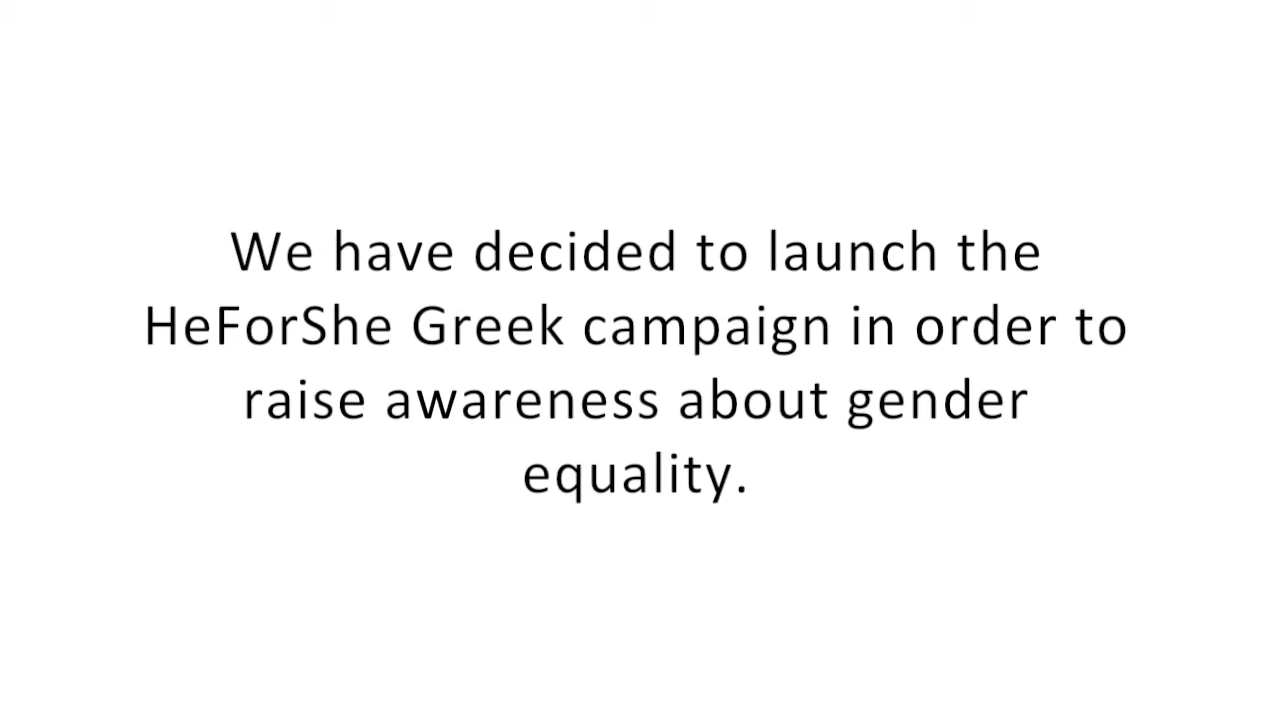 We have decided to launch the
HeForShe Greek campaign in order to
raise awareness about gender
equality.